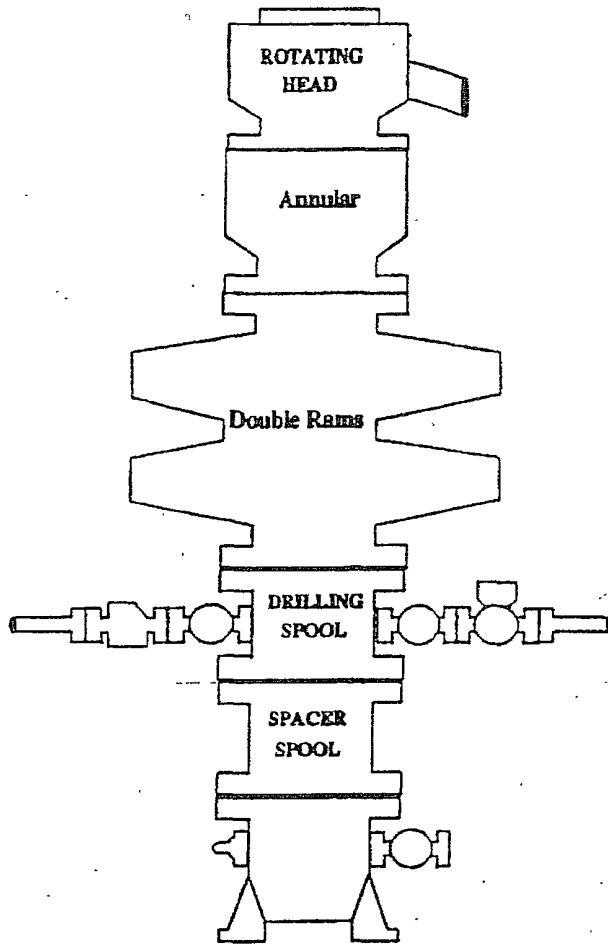 ROTATING
HEAD
Annular
Double Rams
DRILLING
SPOOL
SPACER
SPOOL